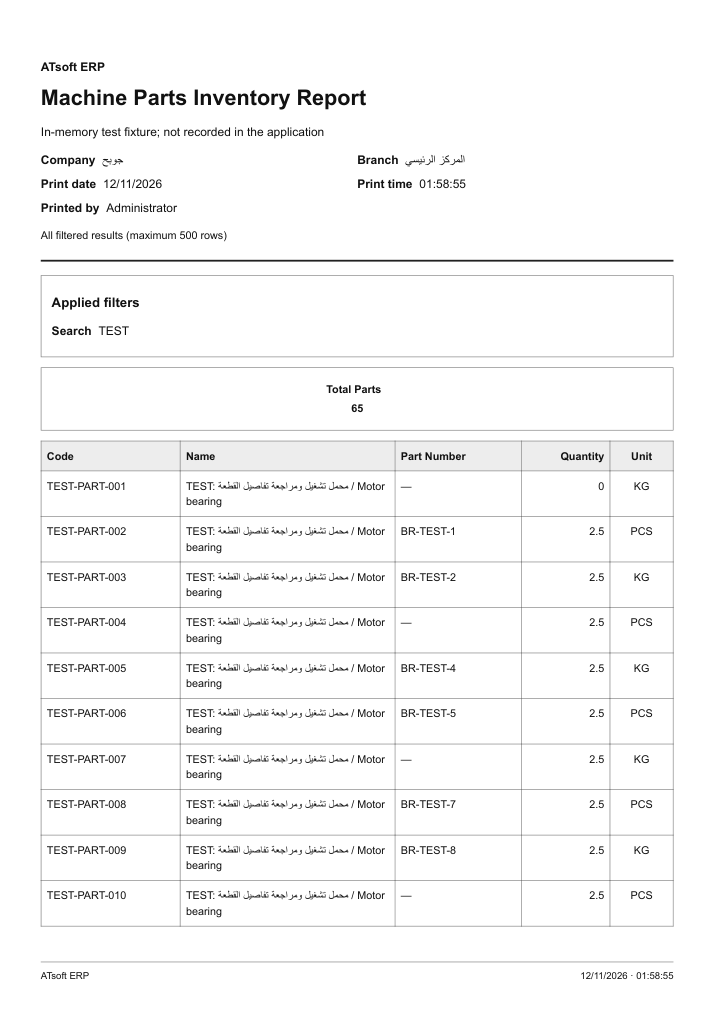 ATsoft ERP
Machine Parts Inventory Report
In-memory test fixture; not recorded in the application
Company جويح
Branch المركز الرئيسي
Print date 12/11/2026
Print time 01:58:55
Printed by Administrator
All filtered results (maximum 500 rows)
Applied filters
Search TEST
Total Parts
65
Code Name Part Number Quantity Unit
TEST-PART-001 TEST: محمل تشغيل ومراجعة تفاصيل القطعة / Motor — 0 KG
bearing
TEST-PART-002 TEST: محمل تشغيل ومراجعة تفاصيل القطعة / Motor BR-TEST-1 2.5 PCS
bearing
TEST-PART-003 TEST: محمل تشغيل ومراجعة تفاصيل القطعة / Motor BR-TEST-2 2.5 KG
bearing
TEST-PART-004 TEST: محمل تشغيل ومراجعة تفاصيل القطعة / Motor — 2.5 PCS
bearing
TEST-PART-005 TEST: محمل تشغيل ومراجعة تفاصيل القطعة / Motor BR-TEST-4 2.5 KG
bearing
TEST-PART-006 TEST: محمل تشغيل ومراجعة تفاصيل القطعة / Motor BR-TEST-5 2.5 PCS
bearing
TEST-PART-007 TEST: محمل تشغيل ومراجعة تفاصيل القطعة / Motor — 2.5 KG
bearing
TEST-PART-008 TEST: محمل تشغيل ومراجعة تفاصيل القطعة / Motor BR-TEST-7 2.5 PCS
bearing
TEST-PART-009 TEST: محمل تشغيل ومراجعة تفاصيل القطعة / Motor BR-TEST-8 2.5 KG
bearing
TEST-PART-010 TEST: محمل تشغيل ومراجعة تفاصيل القطعة / Motor — 2.5 PCS
bearing
ATsoft ERP
12/11/2026 · 01:58:55